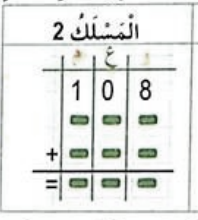 الْمَسْلَكُ 2
م ع و
1 0 8
+
=